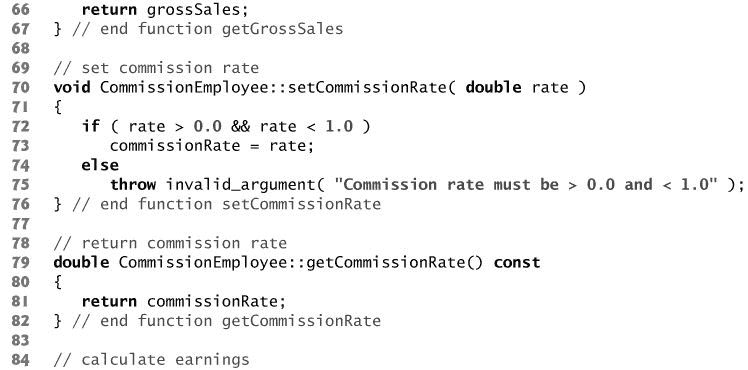 66    return grossSales;
67 } // end function getGrossSales
68
69 // set commission rate
70 void CommissionEmployee::setCommissionRate( double rate )
71 {
72    if ( rate > 0.0 && rate < 1.0 )
73       commissionRate = rate;
74    else
75       throw invalid_argument( "Commission rate must be > 0.0 and < 1.0" );
76 } // end function setCommissionRate
77
78 // return commission rate
79 double CommissionEmployee::getCommissionRate() const
80 {
81    return commissionRate;
82 } // end function getCommissionRate
83
84 // calculate earnings